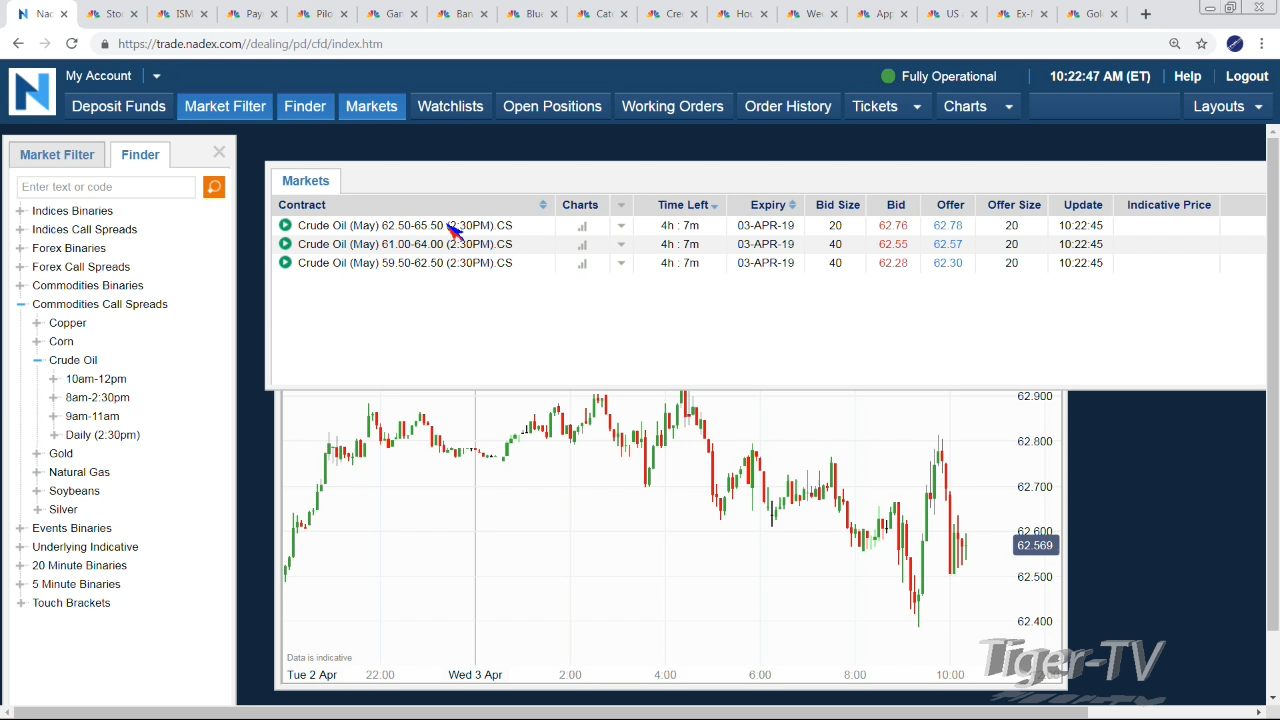 Nad
Stoc
ISM
Payr
Pilo
Gar
Ban
Blue
Cate
Cred
Hou
Wee
App
US
Ex-N
Gol
https://trade.nadex.com//dealing/pd/cfd/index.htm
My Account
Fully Operational
10:22:47 AM (ET)
Help
Logout
Deposit Funds
Market Filter
Finder
Markets
Watchlists
Open Positions
Working Orders
Order History
Tickets
Charts
Layouts
Market Filter
Finder
Enter text or code
Indices Binaries
Indices Call Spreads
Forex Binaries
Forex Call Spreads
Commodities Binaries
Commodities Call Spreads
Copper
Corn
Crude Oil
10am-12pm
8am-2:30pm
9am-11am
Daily (2:30pm)
Gold
Natural Gas
Soybeans
Silver
Events Binaries
Underlying Indicative
20 Minute Binaries
5 Minute Binaries
Touch Brackets
Markets
Contract Charts Time Left Expiry Bid Size Bid Offer Offer Size Update Indicative Price
Crude Oil (May) 62.50-65.50 (2:30PM).CS 4h : 7m 03-APR-19 20 62.76 62.78 20 10:22:45
Crude Oil (May) 61.00-64.00 (2:30PM).CS 4h : 7m 03-APR-19 40 62.55 62.57 20 10:22:45
Crude Oil (May) 59.50-62.50 (2:30PM).CS 4h : 7m 03-APR-19 40 62.28 62.30 20 10:22:45
62.900
62.800
62.700
62.600
62.569
62.500
62.400
Data is indicative
Tue 2 Apr 22:00 Wed 3 Apr 2:00 4:00 6:00 8:00 10:00
Tiger-TV